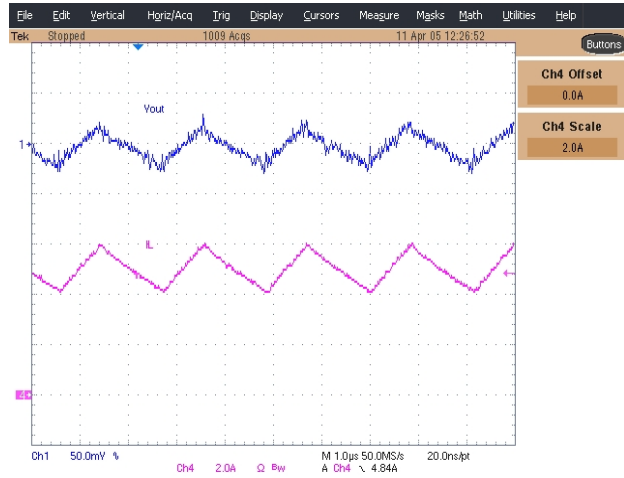 File Edit Vertical Horiz/Acq Trig Display Cursors Measure Masks Math Utilities Help
Tek Stopped 1009 Acqs 11 Apr 05 12:26:52
Buttons
Ch4 Offset
0.0A
Ch4 Scale
2.0A
Vout
1
IL
4
Ch1 50.0mV M 1.0µs 50.0MS/s 20.0ns/pt
Ch4 2.0A Ω Bw A Ch4 4.84A